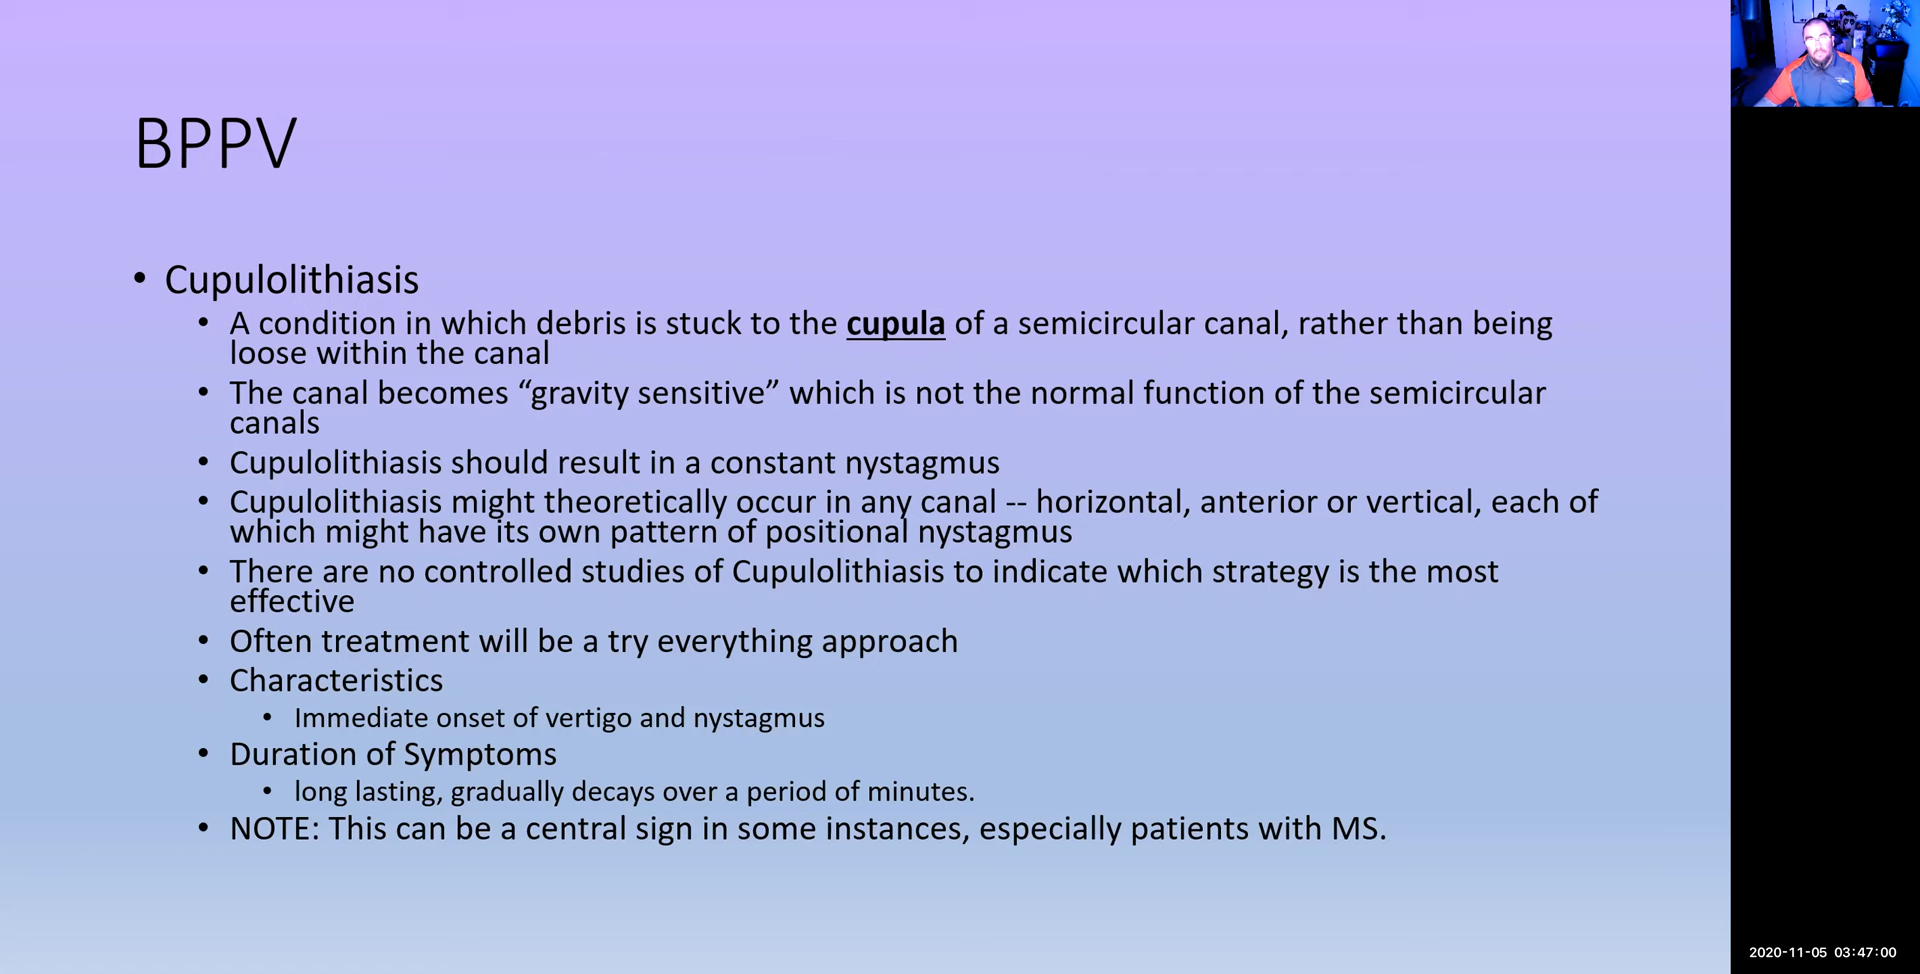 BPPV
• Cupulolithiasis
• A condition in which debris is stuck to the cupula of a semicircular canal, rather than being
loose within the canal
• The canal becomes “gravity sensitive” which is not the normal function of the semicircular
canals
• Cupulolithiasis should result in a constant nystagmus
• Cupulolithiasis might theoretically occur in any canal -- horizontal, anterior or vertical, each of
which might have its own pattern of positional nystagmus
• There are no controlled studies of Cupulolithiasis to indicate which strategy is the most
effective
• Often treatment will be a try everything approach
• Characteristics
• Immediate onset of vertigo and nystagmus
• Duration of Symptoms
• long lasting, gradually decays over a period of minutes.
• NOTE: This can be a central sign in some instances, especially patients with MS.
2020-11-05 03:47:00